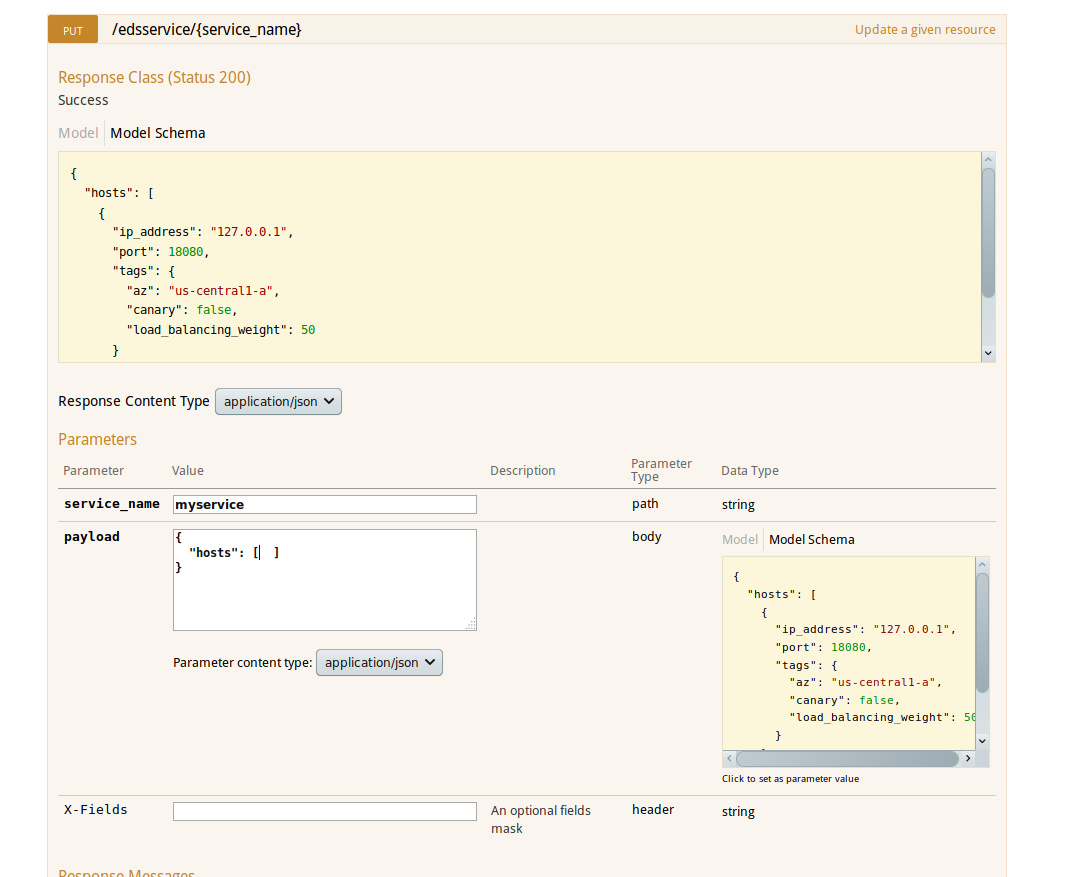 PUT /edsservice/{service_name} Update a given resource
Response Class (Status 200)
Success
Model Model Schema
{
  "hosts": [
    {
      "ip_address": "127.0.0.1",
      "port": 18080,
      "tags": {
        "az": "us-central1-a",
        "canary": false,
        "load_balancing_weight": 50
      }
Response Content Type application/json
Parameters
Parameter Value Description Parameter Type Data Type
service_name myservice path string
payload
{
  "hosts": [  ]
}
Parameter content type: application/json
body
Model Model Schema
{
  "hosts": [
    {
      "ip_address": "127.0.0.1",
      "port": 18080,
      "tags": {
        "az": "us-central1-a",
        "canary": false,
        "load_balancing_weight": 50
      }
Click to set as parameter value
X-Fields An optional fields mask header string
Response Messages